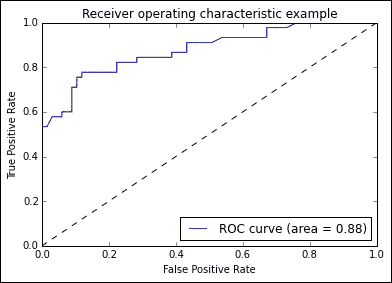 Receiver operating characteristic example
True Positive Rate
1.0
0.8
0.6
0.4
0.2
0.0
ROC curve (area = 0.88)
0.0 0.2 0.4 0.6 0.8 1.0
False Positive Rate